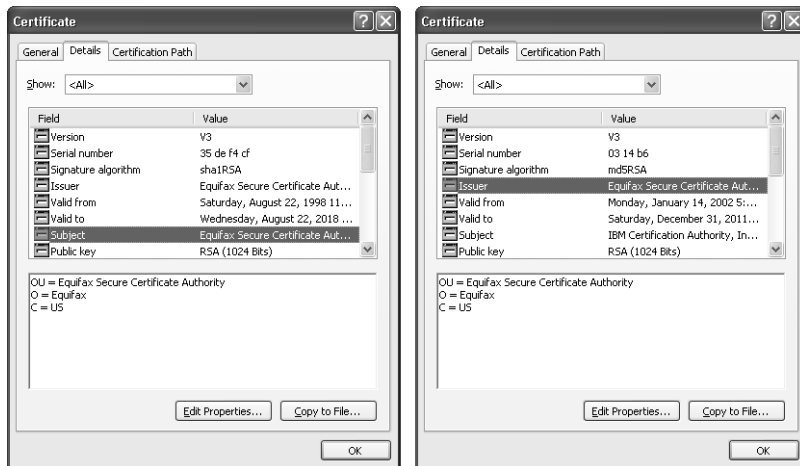 Certificate
General Details Certification Path
Show: <All>
Field Value
Version V3
Serial number 35 de f4 cf
Signature algorithm sha1RSA
Issuer Equifax Secure Certificate Aut...
Valid from Saturday, August 22, 1998 11...
Valid to Wednesday, August 22, 2018 ...
Subject Equifax Secure Certificate Aut...
Public key RSA (1024 Bits)
OU = Equifax Secure Certificate Authority
O = Equifax
C = US
Edit Properties... Copy to File...
OK
Certificate
General Details Certification Path
Show: <All>
Field Value
Version V3
Serial number 03 14 b6
Signature algorithm md5RSA
Issuer Equifax Secure Certificate Aut...
Valid from Monday, January 14, 2002 5:...
Valid to Saturday, December 31, 2011...
Subject IBM Certification Authority, In...
Public key RSA (1024 Bits)
OU = Equifax Secure Certificate Authority
O = Equifax
C = US
Edit Properties... Copy to File...
OK